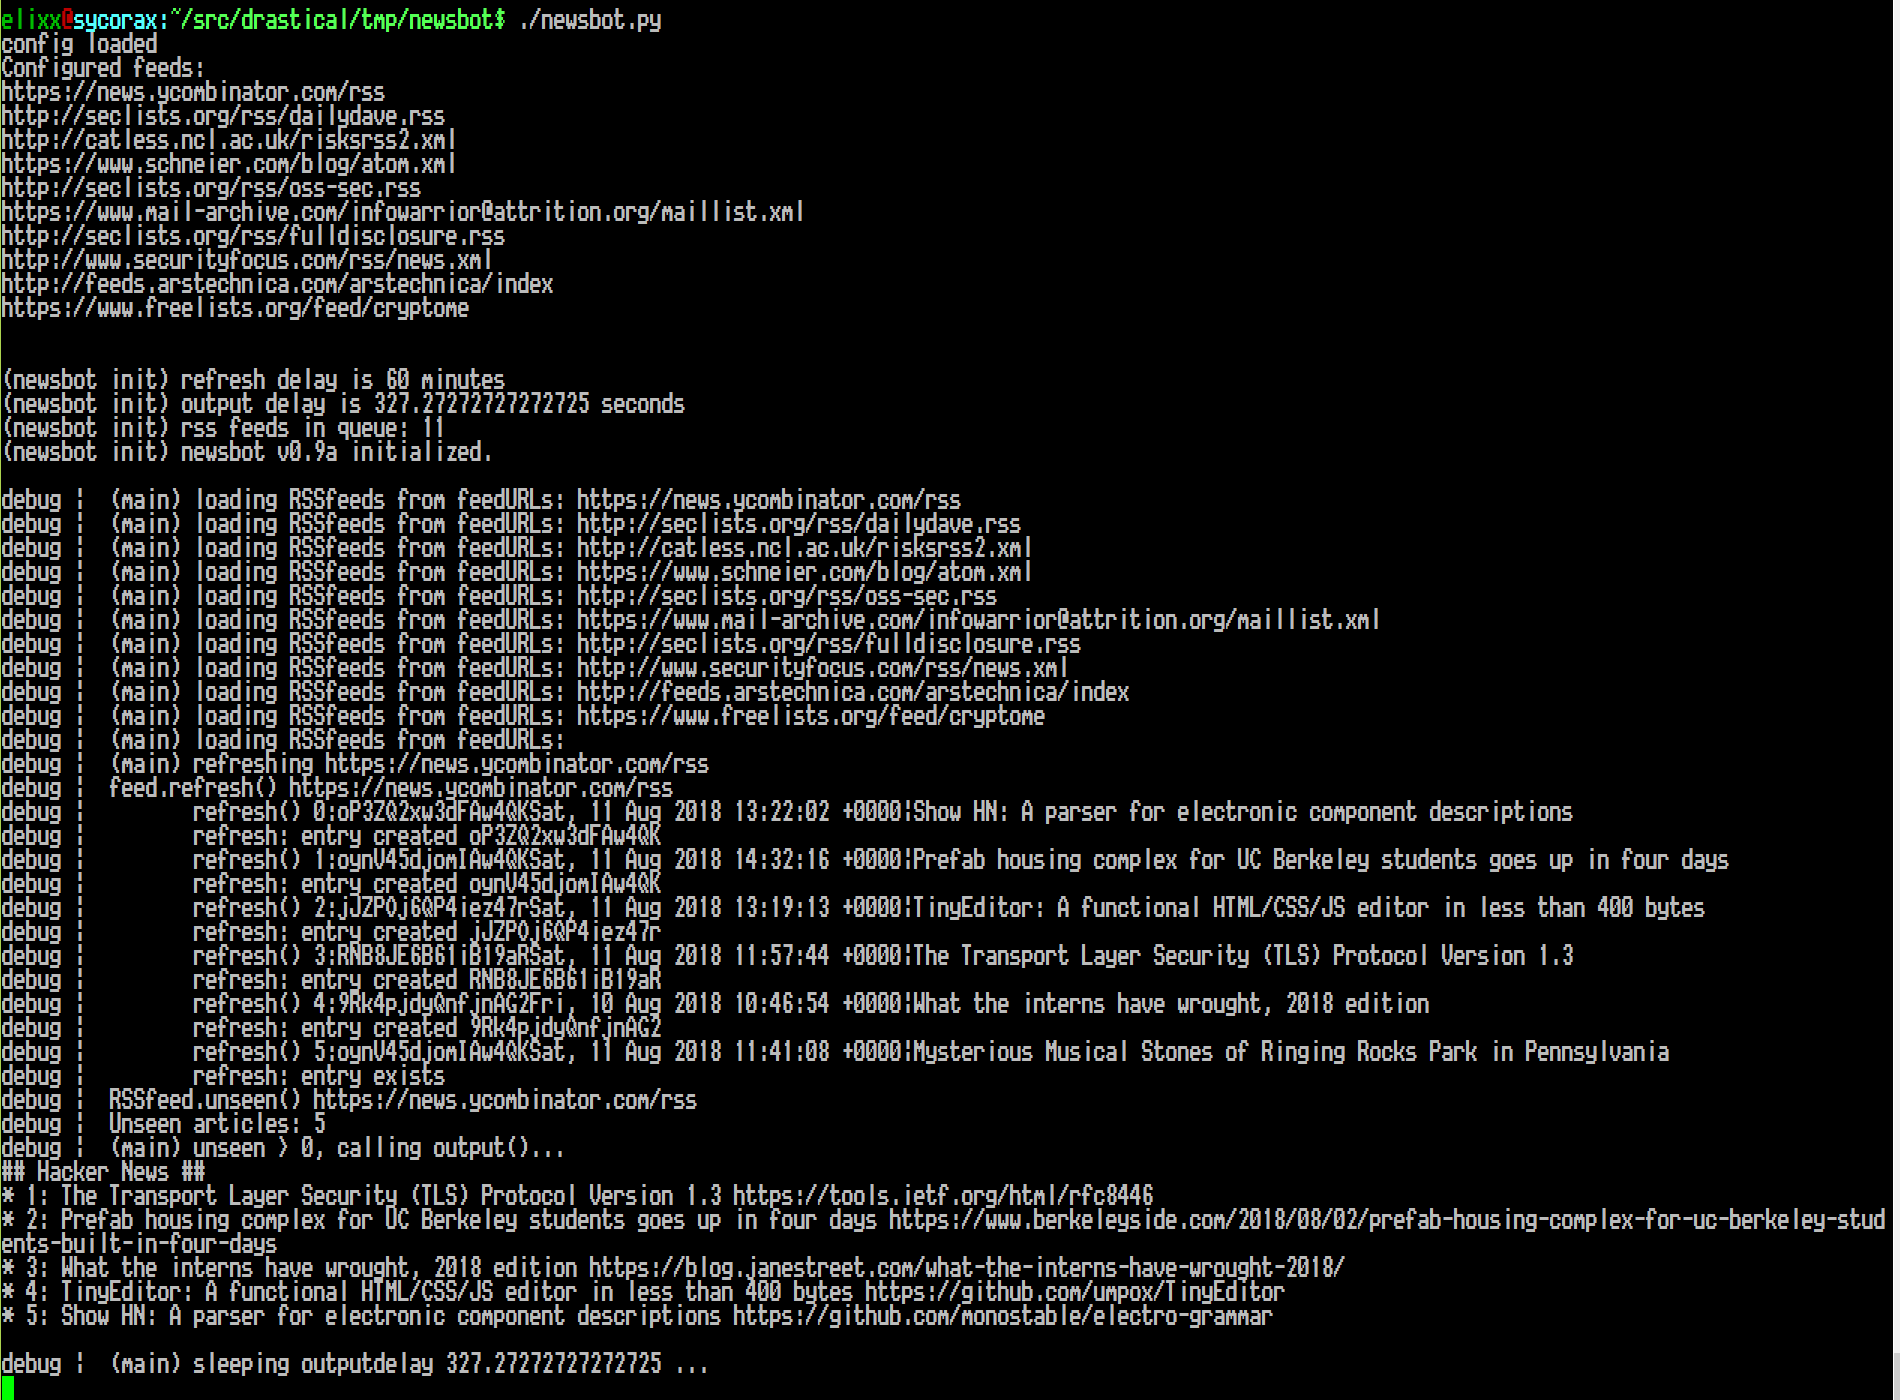 elixx@sycorax:~/src/drastical/tmp/newsbot$ ./newsbot.py
config loaded
Configured feeds:
https://news.ycombinator.com/rss
http://seclists.org/rss/dailydave.rss
http://catless.ncl.ac.uk/risksrss2.xml
https://www.schneier.com/blog/atom.xml
http://seclists.org/rss/oss-sec.rss
https://www.mail-archive.com/infowarrior@attrition.org/maillist.xml
http://seclists.org/rss/fulldisclosure.rss
http://www.securityfocus.com/rss/news.xml
http://feeds.arstechnica.com/arstechnica/index
https://www.freelists.org/feed/cryptome
(newsbot init) refresh delay is 60 minutes
(newsbot init) output delay is 327.27272727272725 seconds
(newsbot init) rss feeds in queue: 11
(newsbot init) newsbot v0.9a initialized.
debug ¦  (main) loading RSSfeeds from feedURLs: https://news.ycombinator.com/rss
debug ¦  (main) loading RSSfeeds from feedURLs: http://seclists.org/rss/dailydave.rss
debug ¦  (main) loading RSSfeeds from feedURLs: http://catless.ncl.ac.uk/risksrss2.xml
debug ¦  (main) loading RSSfeeds from feedURLs: https://www.schneier.com/blog/atom.xml
debug ¦  (main) loading RSSfeeds from feedURLs: http://seclists.org/rss/oss-sec.rss
debug ¦  (main) loading RSSfeeds from feedURLs: https://www.mail-archive.com/infowarrior@attrition.org/maillist.xml
debug ¦  (main) loading RSSfeeds from feedURLs: http://seclists.org/rss/fulldisclosure.rss
debug ¦  (main) loading RSSfeeds from feedURLs: http://www.securityfocus.com/rss/news.xml
debug ¦  (main) loading RSSfeeds from feedURLs: http://feeds.arstechnica.com/arstechnica/index
debug ¦  (main) loading RSSfeeds from feedURLs: https://www.freelists.org/feed/cryptome
debug ¦  (main) loading RSSfeeds from feedURLs:
debug ¦  (main) refreshing https://news.ycombinator.com/rss
debug ¦  feed.refresh() https://news.ycombinator.com/rss
debug ¦         refresh() 0:oP3ZQ2xw3dFAw4QKSat, 11 Aug 2018 13:22:02 +0000¦Show HN: A parser for electronic component descriptions
debug ¦         refresh: entry created oP3ZQ2xw3dFAw4QK
debug ¦         refresh() 1:oynV45djomIAw4QKSat, 11 Aug 2018 14:32:16 +0000¦Prefab housing complex for UC Berkeley students goes up in four days
debug ¦         refresh: entry created oynV45djomIAw4QK
debug ¦         refresh() 2:jJZPOj6QP4iez47rSat, 11 Aug 2018 13:19:13 +0000¦TinyEditor: A functional HTML/CSS/JS editor in less than 400 bytes
debug ¦         refresh: entry created jJZPOj6QP4iez47r
debug ¦         refresh() 3:RNB8JE6B61iB19aRSat, 11 Aug 2018 11:57:44 +0000¦The Transport Layer Security (TLS) Protocol Version 1.3
debug ¦         refresh: entry created RNB8JE6B61iB19aR
debug ¦         refresh() 4:9Rk4pjdyQnfjnAG2Fri, 10 Aug 2018 10:46:54 +0000¦What the interns have wrought, 2018 edition
debug ¦         refresh: entry created 9Rk4pjdyQnfjnAG2
debug ¦         refresh() 5:oynV45djomIAw4QKSat, 11 Aug 2018 11:41:08 +0000¦Mysterious Musical Stones of Ringing Rocks Park in Pennsylvania
debug ¦         refresh: entry exists
debug ¦  RSSfeed.unseen() https://news.ycombinator.com/rss
debug ¦  Unseen articles: 5
debug ¦  (main) unseen > 0, calling output()...
## Hacker News ##
* 1: The Transport Layer Security (TLS) Protocol Version 1.3 https://tools.ietf.org/html/rfc8446
* 2: Prefab housing complex for UC Berkeley students goes up in four days https://www.berkeleyside.com/2018/08/02/prefab-housing-complex-for-uc-berkeley-stud
ents-built-in-four-days
* 3: What the interns have wrought, 2018 edition https://blog.janestreet.com/what-the-interns-have-wrought-2018/
* 4: TinyEditor: A functional HTML/CSS/JS editor in less than 400 bytes https://github.com/umpox/TinyEditor
* 5: Show HN: A parser for electronic component descriptions https://github.com/monostable/electro-grammar
debug ¦  (main) sleeping outputdelay 327.27272727272725 ...